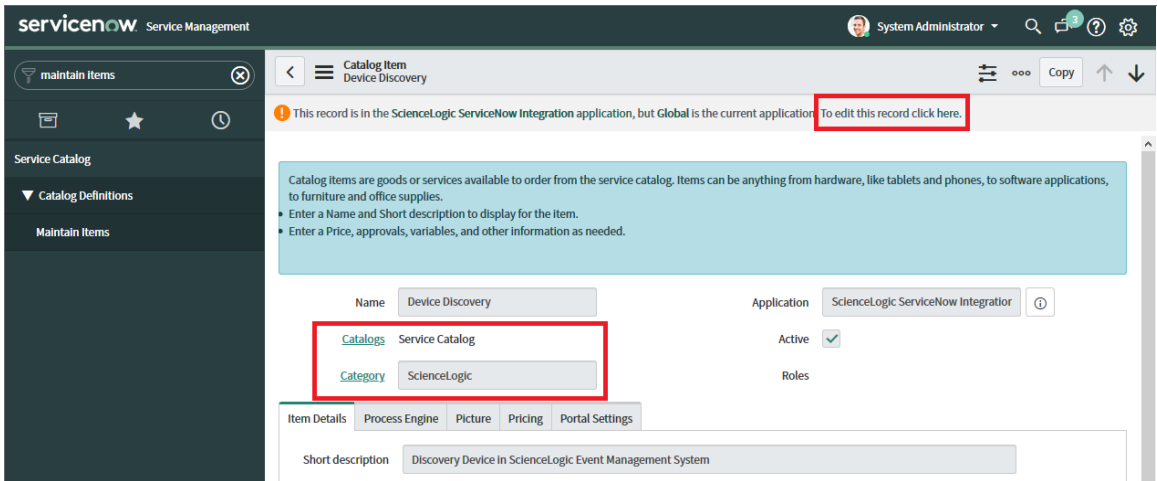 servicenow Service Management
System Administrator
3
maintain items
Catalog Item
Device Discovery
Copy
This record is in the ScienceLogic ServiceNow Integration application, but Global is the current application. To edit this record click here.
Service Catalog
Catalog Definitions
Maintain Items
Catalog items are goods or services available to order from the service catalog. Items can be anything from hardware, like tablets and phones, to software applications,
to furniture and office supplies.
• Enter a Name and Short description to display for the item.
• Enter a Price, approvals, variables, and other information as needed.
Name Device Discovery Application ScienceLogic ServiceNow Integration
Catalogs Service Catalog Active
Category ScienceLogic Roles
Item Details Process Engine Picture Pricing Portal Settings
Short description Discovery Device in ScienceLogic Event Management System